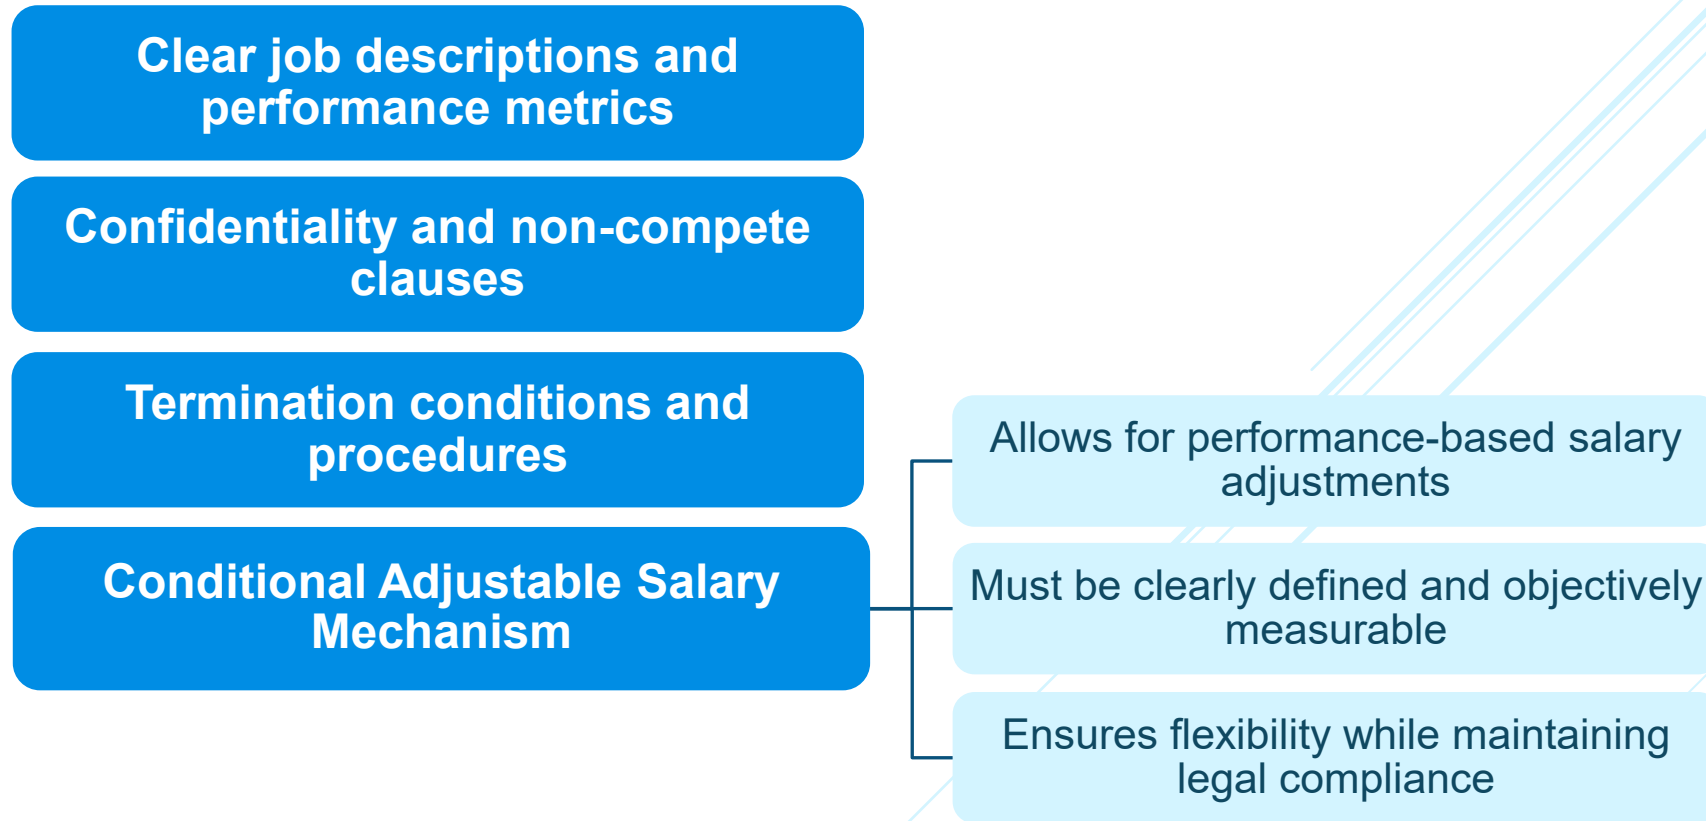 Clear job descriptions and
performance metrics
Confidentiality and non-compete
clauses
Termination conditions and
procedures
Conditional Adjustable Salary
Mechanism
Allows for performance-based salary
adjustments
Must be clearly defined and objectively
measurable
Ensures flexibility while maintaining
legal compliance